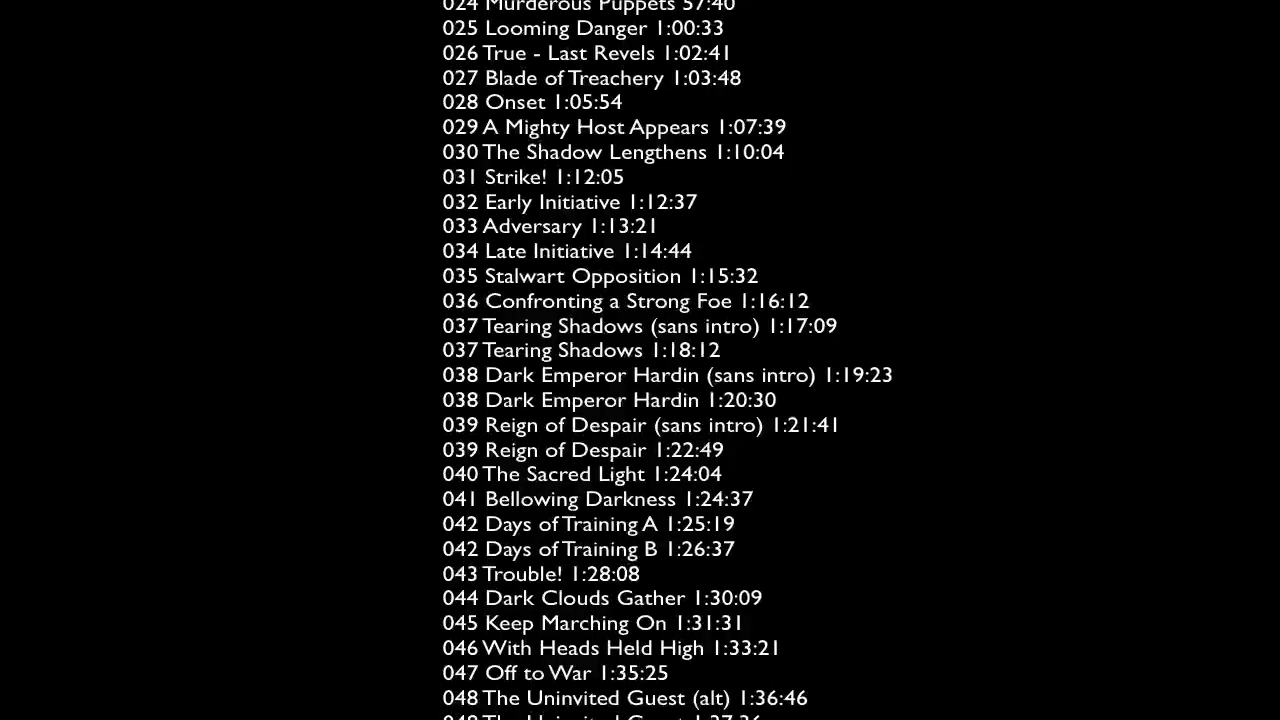 024 Murderous Puppets 57:40
025 Looming Danger 1:00:33
026 True - Last Revels 1:02:41
027 Blade of Treachery 1:03:48
028 Onset 1:05:54
029 A Mighty Host Appears 1:07:39
030 The Shadow Lengthens 1:10:04
031 Strike! 1:12:05
032 Early Initiative 1:12:37
033 Adversary 1:13:21
034 Late Initiative 1:14:44
035 Stalwart Opposition 1:15:32
036 Confronting a Strong Foe 1:16:12
037 Tearing Shadows (sans intro) 1:17:09
037 Tearing Shadows 1:18:12
038 Dark Emperor Hardin (sans intro) 1:19:23
038 Dark Emperor Hardin 1:20:30
039 Reign of Despair (sans intro) 1:21:41
039 Reign of Despair 1:22:49
040 The Sacred Light 1:24:04
041 Bellowing Darkness 1:24:37
042 Days of Training A 1:25:19
042 Days of Training B 1:26:37
043 Trouble! 1:28:08
044 Dark Clouds Gather 1:30:09
045 Keep Marching On 1:31:31
046 With Heads Held High 1:33:21
047 Off to War 1:35:25
048 The Uninvited Guest (alt) 1:36:46
048 The Uninvited Guest